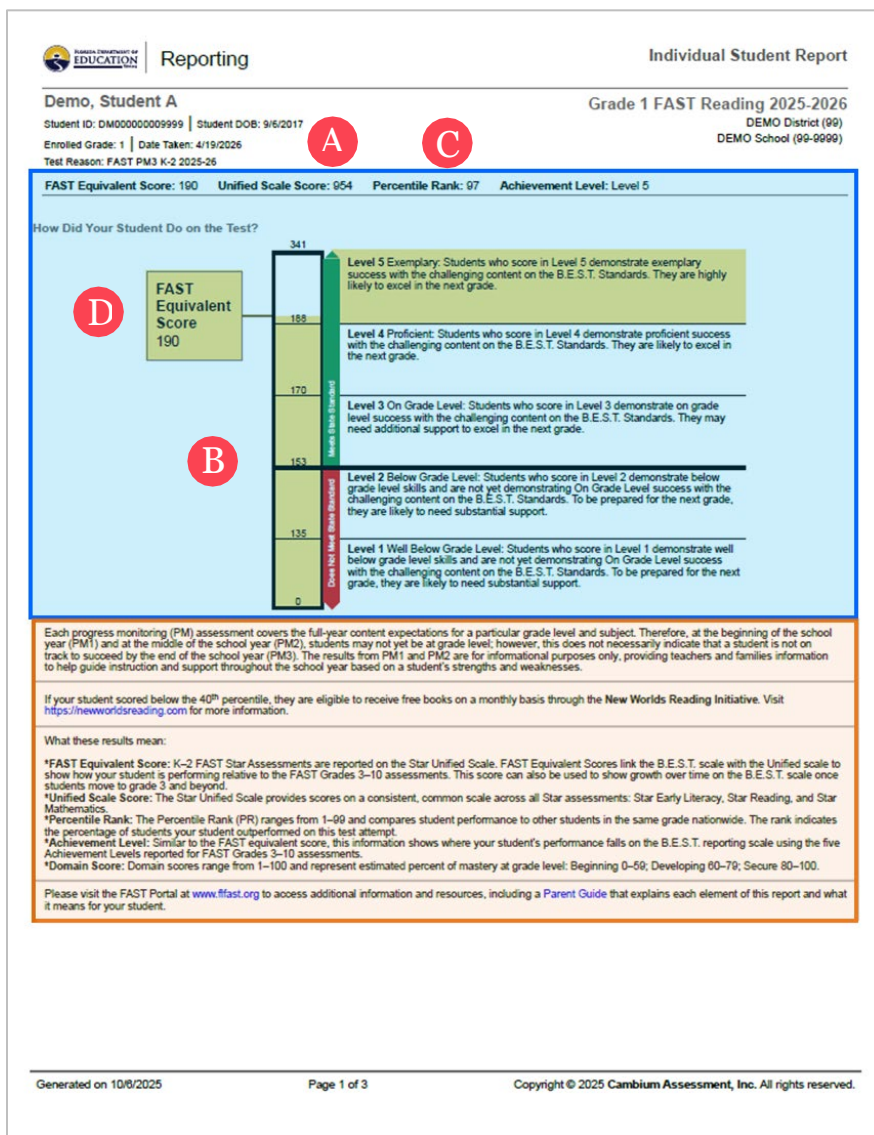 FLORIDA DEPARTMENT OF
EDUCATION
Reporting
Individual Student Report
Demo, Student A
Grade 1 FAST Reading 2025-2026
Student ID: DM000000009999 | Student DOB: 9/6/2017
DEMO District (99)
Enrolled Grade: 1 | Date Taken: 4/19/2026
DEMO School (99-9999)
Test Reason: FAST PM3 K-2 2025-26
A
C
FAST Equivalent Score: 190 Unified Scale Score: 954 Percentile Rank: 97 Achievement Level: Level 5
How Did Your Student Do on the Test?
341
Level 5 Exemplary: Students who score in Level 5 demonstrate exemplary
success with the challenging content on the B.E.S.T. Standards. They are highly
likely to excel in the next grade.
D
FAST
Equivalent
Score
190
188
Level 4 Proficient: Students who score in Level 4 demonstrate proficient success
with the challenging content on the B.E.S.T. Standards. They are likely to excel in
the next grade.
170
Meets State Standard
Level 3 On Grade Level: Students who score in Level 3 demonstrate on grade
level success with the challenging content on the B.E.S.T. Standards. They may
need additional support to excel in the next grade.
B
153
Does Not Meet State Standard
Level 2 Below Grade Level: Students who score in Level 2 demonstrate below
grade level skills and are not yet demonstrating On Grade Level success with the
challenging content on the B.E.S.T. Standards. To be prepared for the next grade,
they are likely to need substantial support.
135
Level 1 Well Below Grade Level: Students who score in Level 1 demonstrate well
below grade level skills and are not yet demonstrating On Grade Level success
with the challenging content on the B.E.S.T. Standards. To be prepared for the next
grade, they are likely to need substantial support.
0
Each progress monitoring (PM) assessment covers the full-year content expectations for a particular grade level and subject. Therefore, at the beginning of the school
year (PM1) and at the middle of the school year (PM2), students may not yet be at grade level; however, this does not necessarily indicate that a student is not on
track to succeed by the end of the school year (PM3). The results from PM1 and PM2 are for informational purposes only, providing teachers and families information
to help guide instruction and support throughout the school year based on a student's strengths and weaknesses.
If your student scored below the 40th percentile, they are eligible to receive free books on a monthly basis through the New Worlds Reading Initiative. Visit
https://newworldsreading.com for more information.
What these results mean:
*FAST Equivalent Score: K–2 FAST Star Assessments are reported on the Star Unified Scale. FAST Equivalent Scores link the B.E.S.T. scale with the Unified scale to
show how your student is performing relative to the FAST Grades 3–10 assessments. This score can also be used to show growth over time on the B.E.S.T. scale once
students move to grade 3 and beyond.
*Unified Scale Score: The Star Unified Scale provides scores on a consistent, common scale across all Star assessments: Star Early Literacy, Star Reading, and Star
Mathematics.
*Percentile Rank: The Percentile Rank (PR) ranges from 1–99 and compares student performance to other students in the same grade nationwide. The rank indicates
the percentage of students your student outperformed on this test attempt.
*Achievement Level: Similar to the FAST equivalent score, this information shows where your student's performance falls on the B.E.S.T. reporting scale using the five
Achievement Levels reported for FAST Grades 3–10 assessments.
*Domain Score: Domain scores range from 1–100 and represent estimated percent of mastery at grade level: Beginning 0–59; Developing 60–79; Secure 80–100.
Please visit the FAST Portal at www.flfast.org to access additional information and resources, including a Parent Guide that explains each element of this report and what
it means for your student.
Generated on 10/6/2025
Page 1 of 3
Copyright © 2025 Cambium Assessment, Inc. All rights reserved.